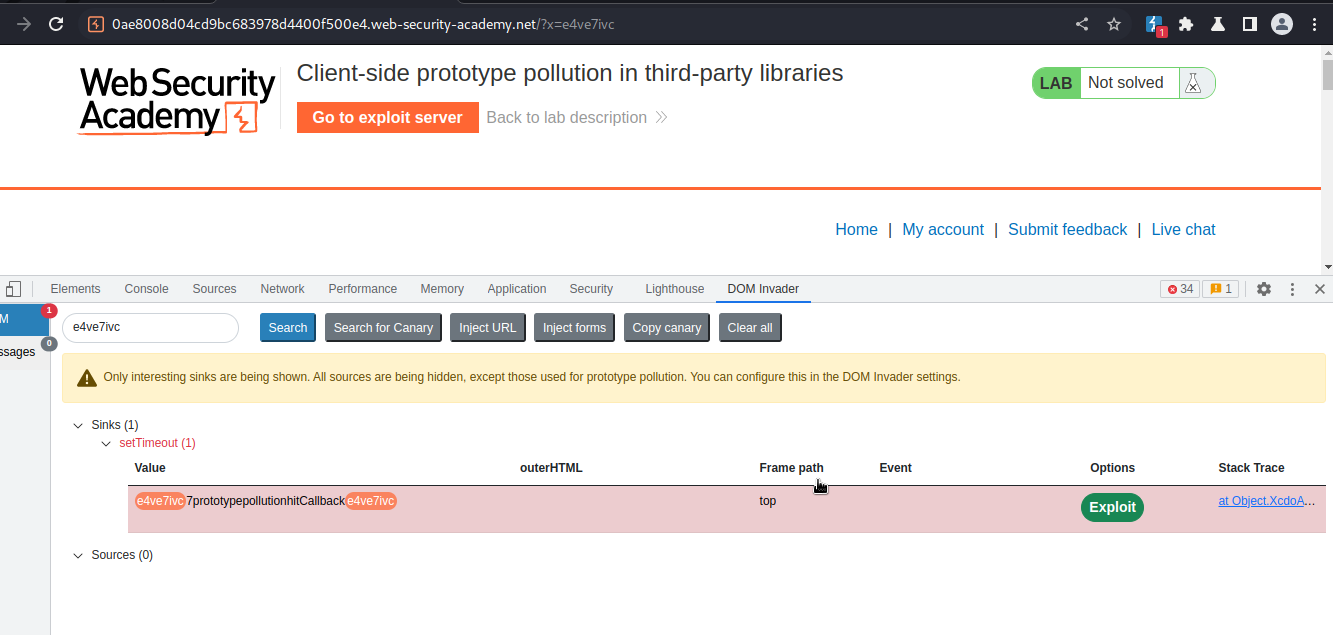 0ae8008d04cd9bc683978d4400f500e4.web-security-academy.net/?x=e4ve7ivc
1
Web Security
Academy
Client-side prototype pollution in third-party libraries
LAB Not solved
Go to exploit server Back to lab description
Home | My account | Submit feedback | Live chat
Elements Console Sources Network Performance Memory Application Security Lighthouse DOM Invader 34 1
M 1
e4ve7ivc Search Search for Canary Inject URL Inject forms Copy canary Clear all
ssages 0
Only interesting sinks are being shown. All sources are being hidden, except those used for prototype pollution. You can configure this in the DOM Invader settings.
Sinks (1)
setTimeout (1)
Value outerHTML Frame path Event Options Stack Trace
e4ve7ivc7prototypepollutionhitCallbacke4ve7ivc top Exploit at Object.XcdoA...
Sources (0)